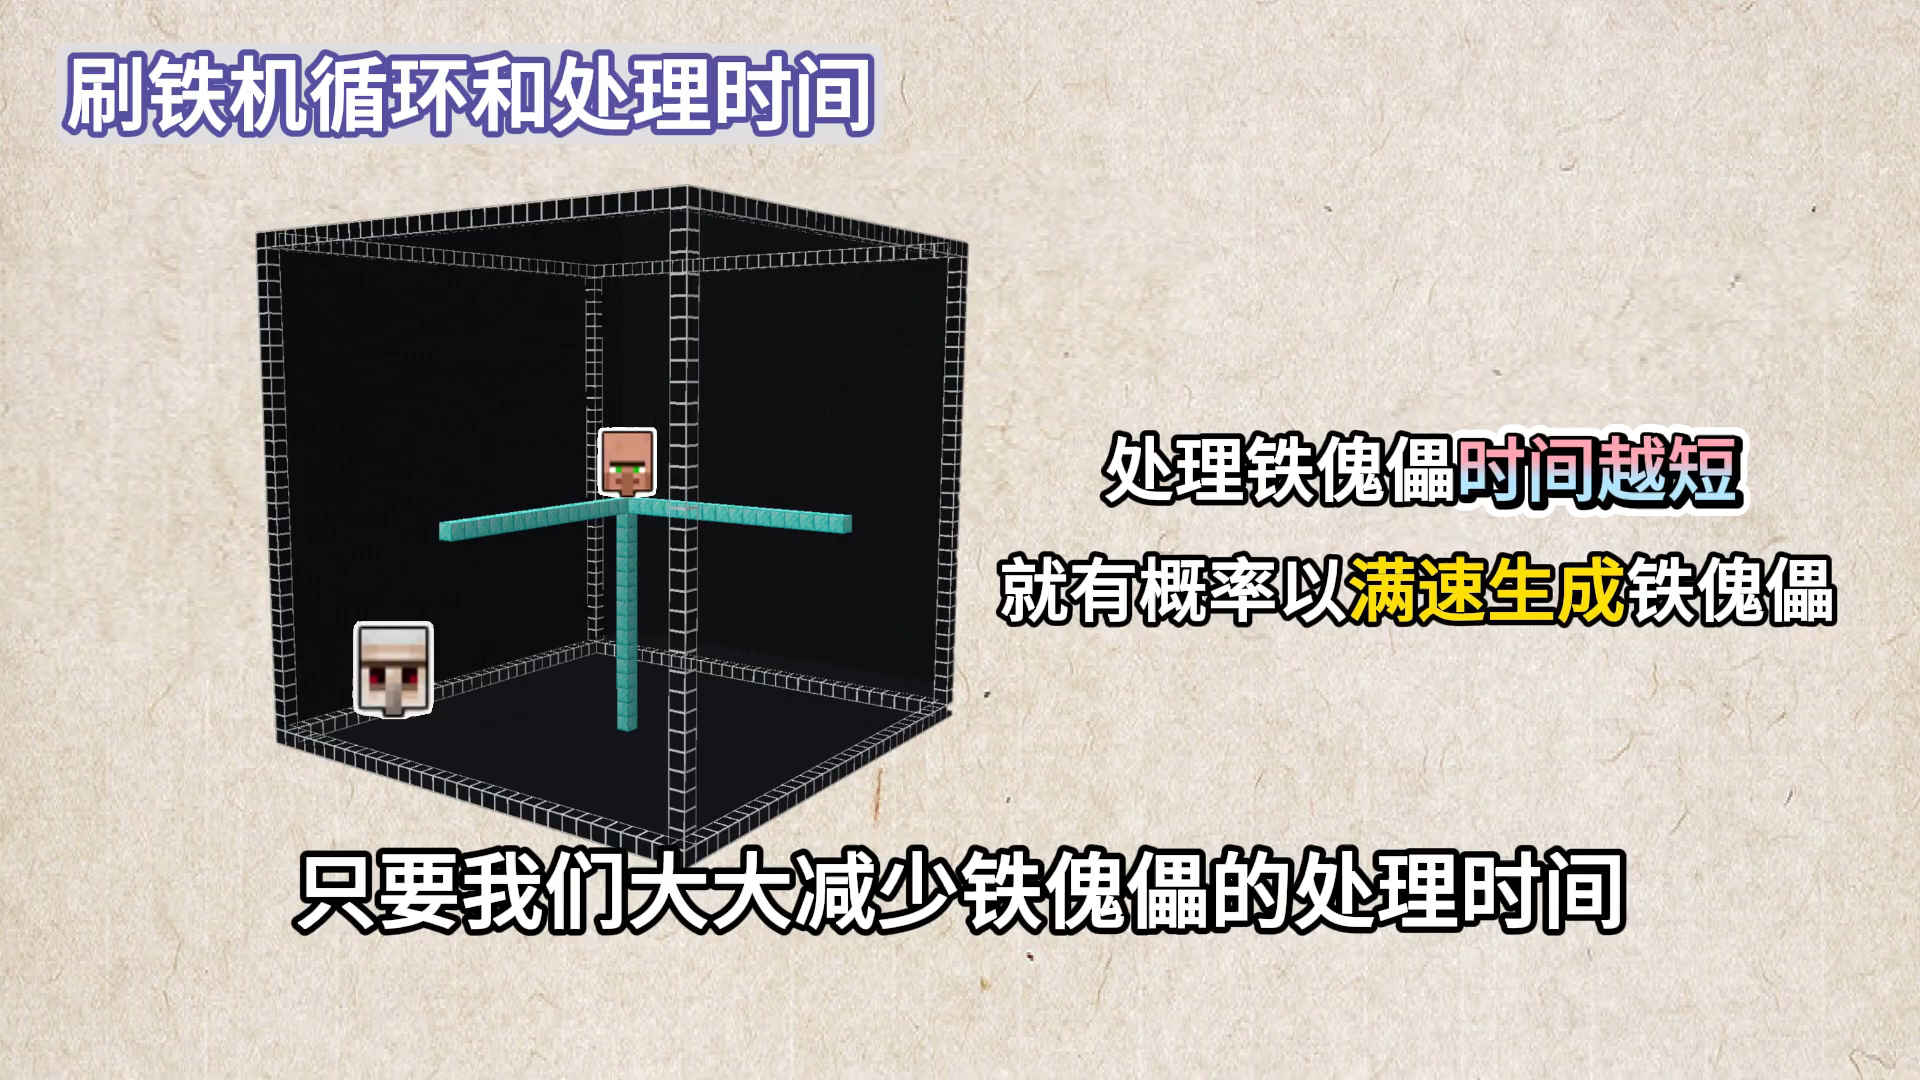 刷铁机循环和处理时间
处理铁傀儡时间越短
就有概率以满速生成铁傀儡
只要我们大大减少铁傀儡的处理时间